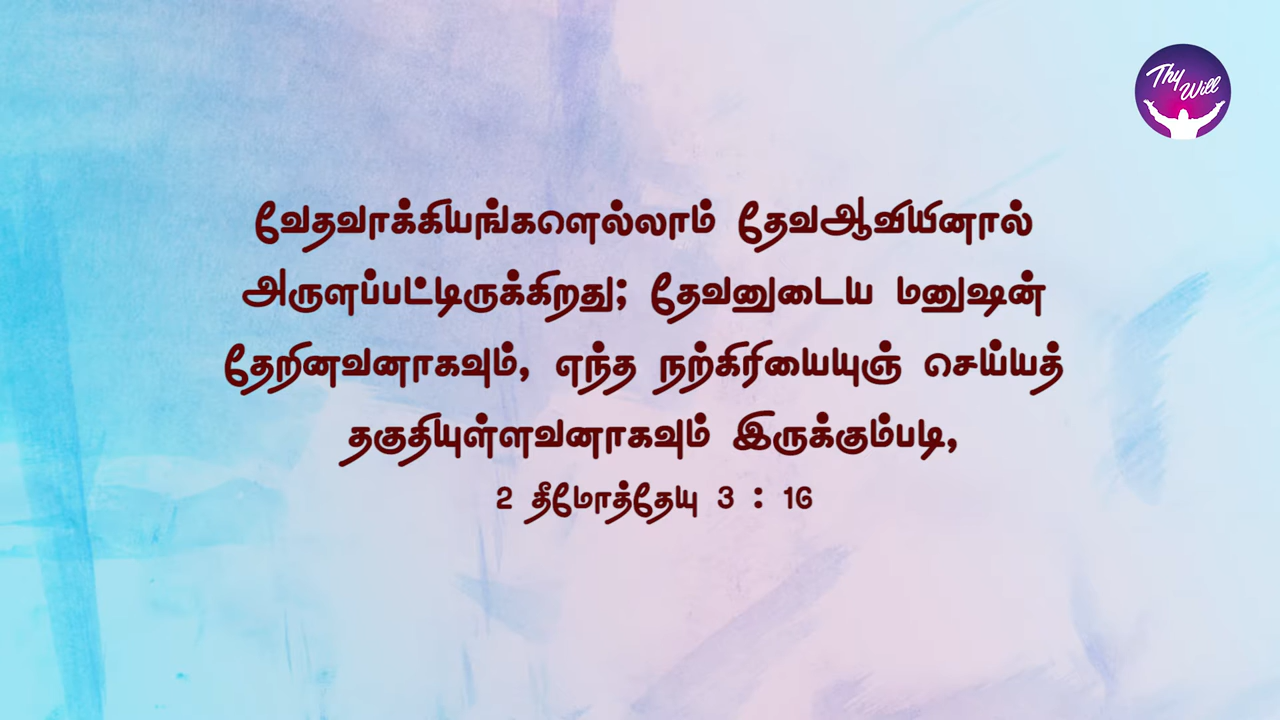 Thy Will
வேதவாக்கியங்களெல்லாம் தேவஆவியினால்
அருளப்பட்டிருக்கிறது; தேவனுடைய மனுஷன்
தேறினவனாகவும், எந்த நற்கிரியையுஞ் செய்யத்
தகுதியுள்ளவனாகவும் இருக்கும்படி,
2 தீமோத்தேயு 3 : 16